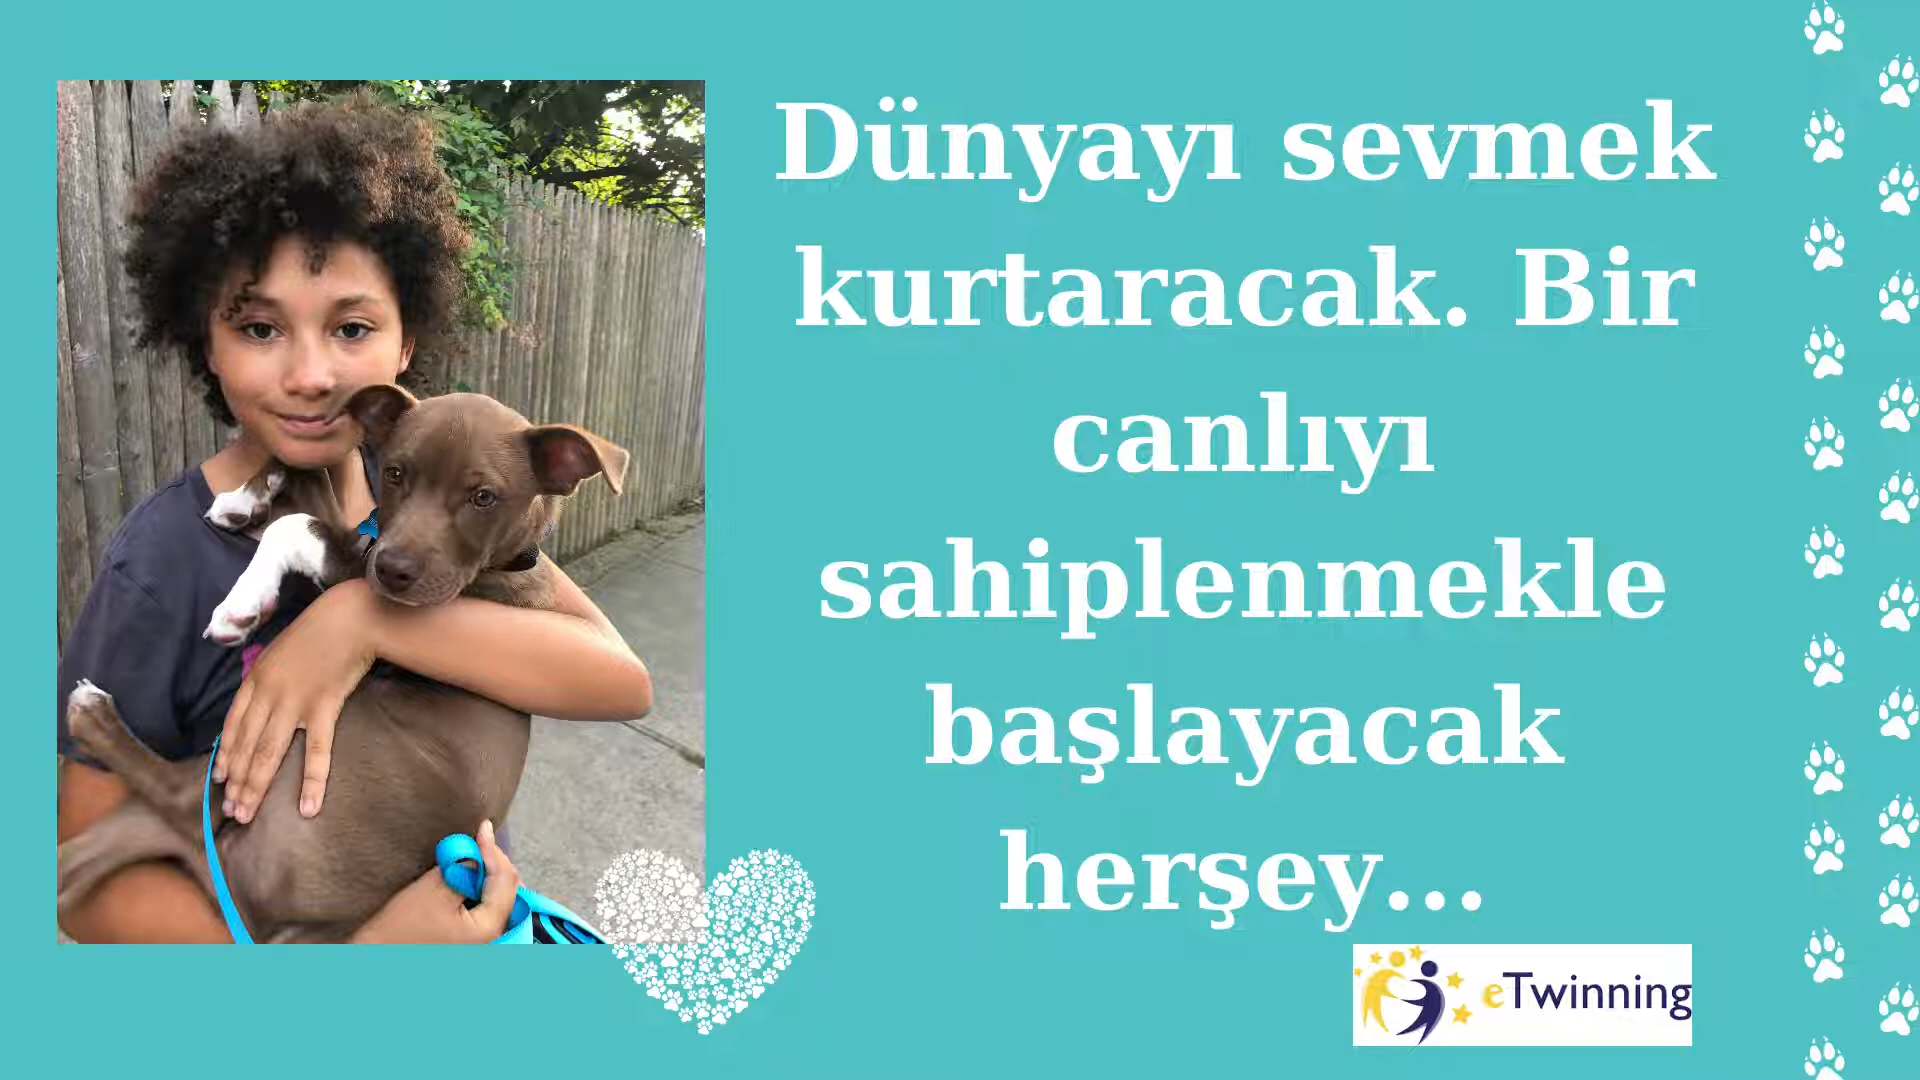 Dünyayı sevmek
kurtaracak. Bir
canlıyı
sahiplenmekle
başlayacak
herşey...
eTwinning